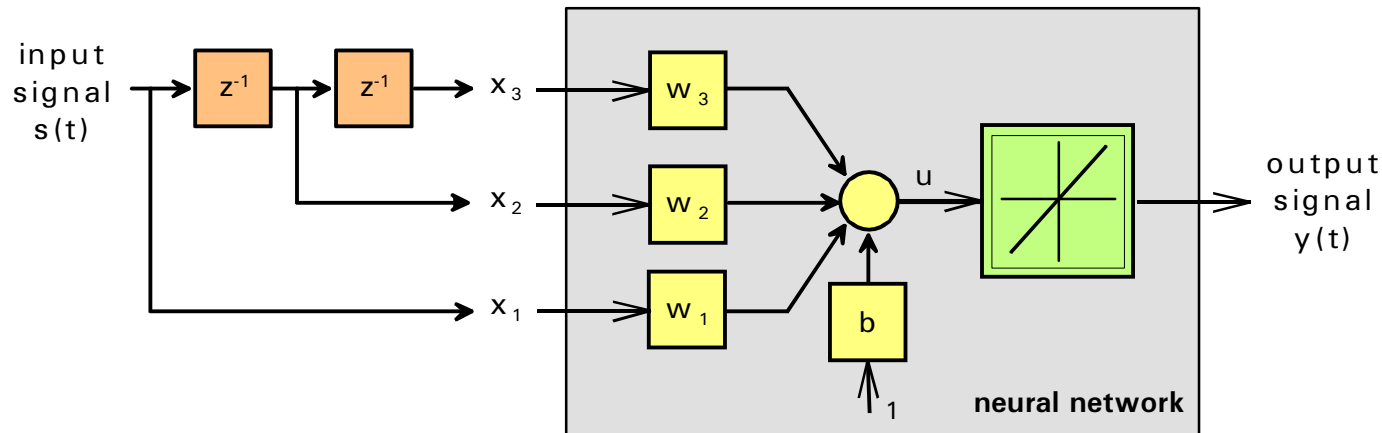 input
signal
s(t)
z⁻¹
z⁻¹
x₃
w₃
x₂
w₂
x₁
w₁
u
b
1
output
signal
y(t)
neural network